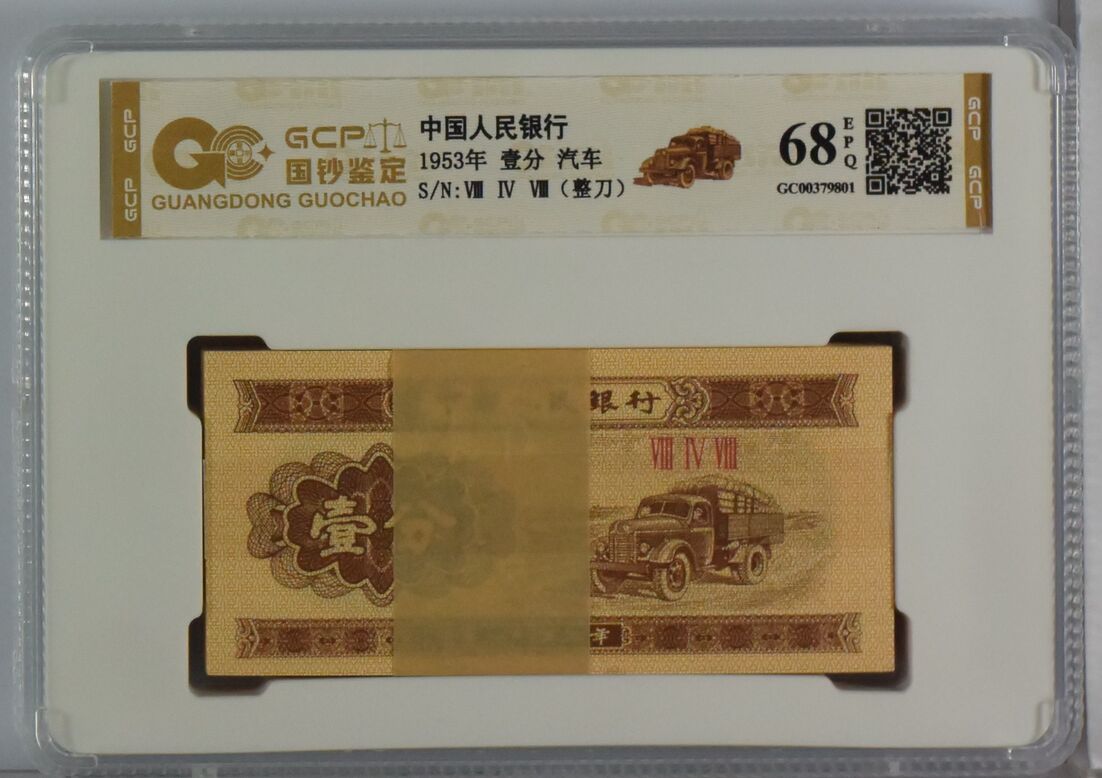 GCP
GCP
GCP
国钞鉴定
GUANGDONG GUOCHAO
中国人民银行
1953年 壹分 汽车
S/N:Ⅷ Ⅳ Ⅷ（整刀）
68
EPQ
GC00379801
GCP
GCP
銀行
Ⅷ Ⅳ Ⅷ
壹分
年